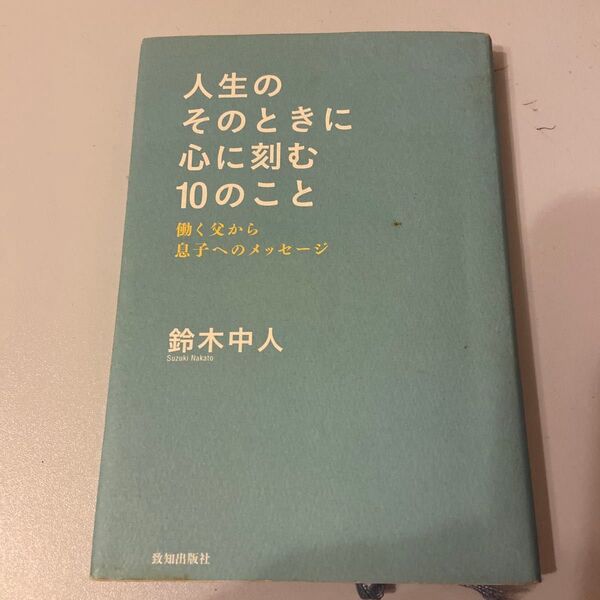 人生の
そのときに
心に刻む
10のこと
働く父から
息子へのメッセージ
鈴木中人
Suzuki Nakato
致知出版社